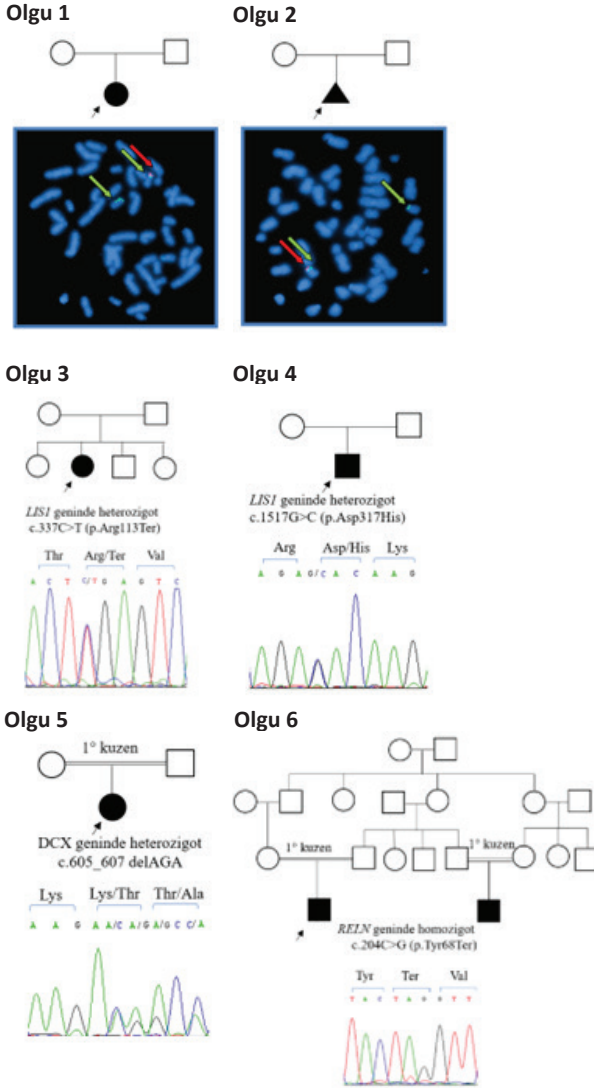 Olgu 1
Olgu 2
Olgu 3
LIS1 geninde heterozigot
c.337C>T (p.Arg113Ter)
Thr Arg/Ter Val
A C T C/T G A G T C
Olgu 4
LIS1 geninde heterozigot
c.1517G>C (p.Asp317His)
Arg Asp/His Lys
A G A G/C A C A A G
Olgu 5
1° kuzen
DCX geninde heterozigot
c.605_607 delAGA
Lys Lys/Thr Thr/Ala
A A G A A/C A/G A/G C C/A
Olgu 6
1° kuzen 1° kuzen
RELN geninde homozigot
c.204C>G (p.Tyr68Ter)
Tyr Ter Val
T A C T A G G T T